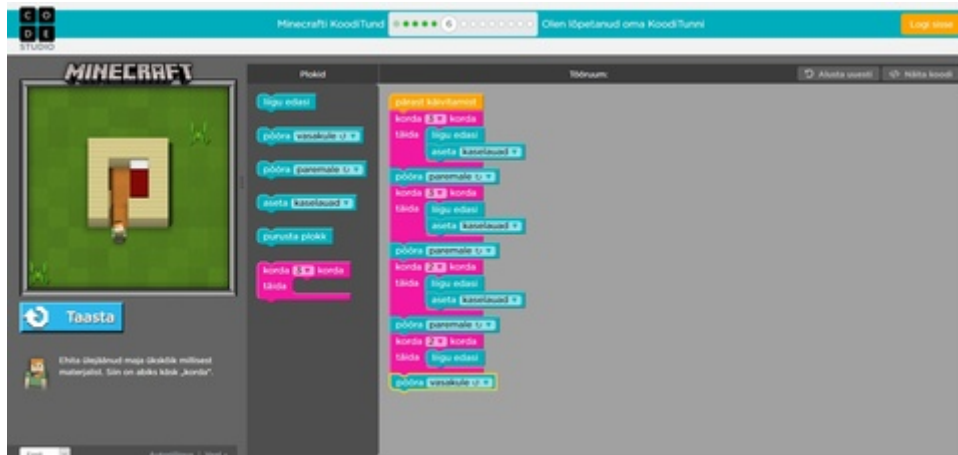 CODE
STUDIO
Minecrafti KoodiTund
6
Olen lõpetanud oma KoodiTunni
Logi sisse
MINECRAFT
Plokid
Tööruum:
Alusta uuesti
Näita koodi
liigu edasi
pööra vasakule
pööra paremale
aseta kaselauad
purusta plokk
korda 3 korda
täida
pärast käivitamist
korda 3 korda
täida liigu edasi
aseta kaselauad
pööra paremale
korda 3 korda
täida liigu edasi
aseta kaselauad
pööra paremale
korda 2 korda
täida liigu edasi
aseta kaselauad
pööra paremale
korda 2 korda
täida liigu edasi
pööra vasakule
Taasta
Ehita ülejäänud maja ükskõik millisest
materjalist. Siin on abiks käsk „korda".